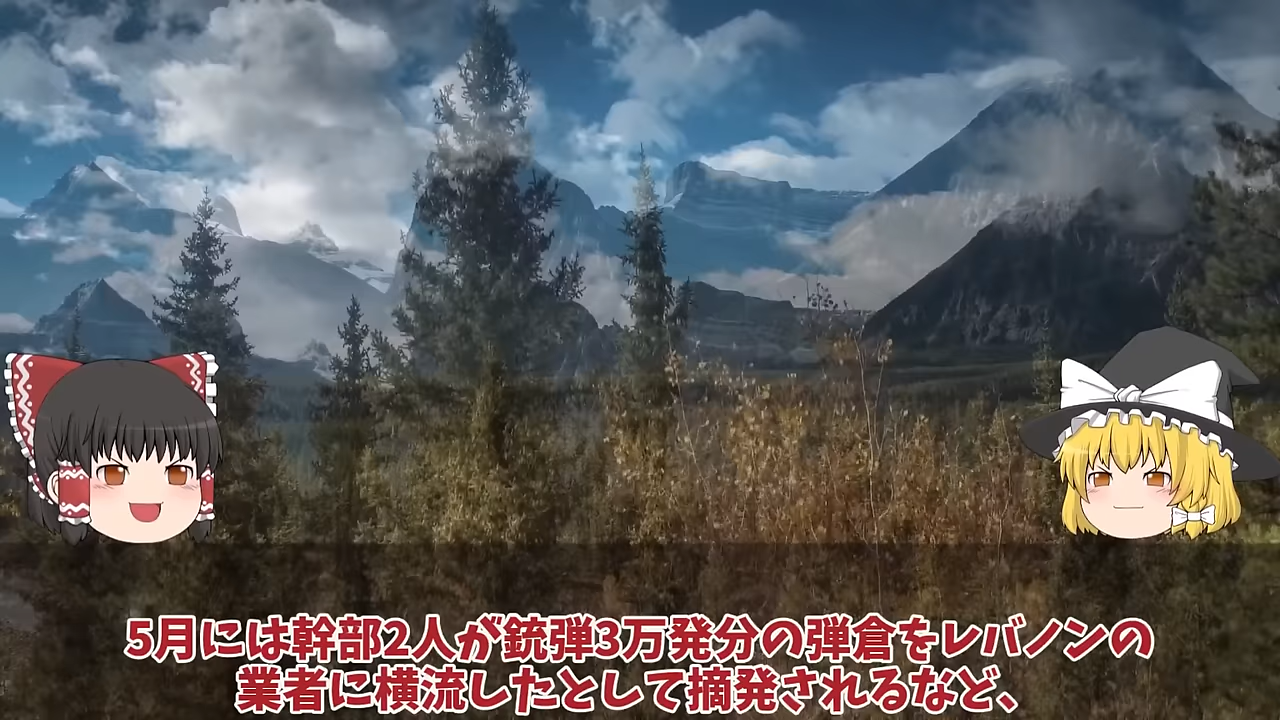 5月には幹部2人が銃弾3万発分の弾倉をレバノンの
業者に横流ししたとして摘発されるなど、